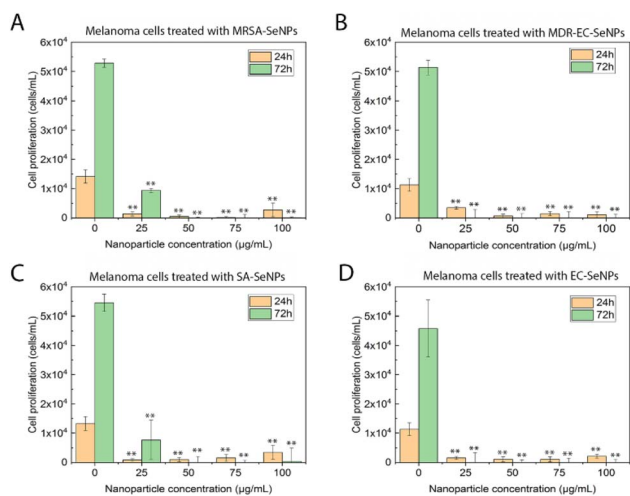 A
Melanoma cells treated with MRSA-SeNPs
6x10⁴
5x10⁴
4x10⁴
3x10⁴
2x10⁴
1x10⁴
0
Cell proliferation (cells/mL)
24h
72h
** ** ** ** ** ** ** **
0 25 50 75 100
Nanoparticle concentration (µg/mL)
B
Melanoma cells treated with MDR-EC-SeNPs
6x10⁴
5x10⁴
4x10⁴
3x10⁴
2x10⁴
1x10⁴
0
Cell proliferation (cells/mL)
24h
72h
** ** ** ** ** ** ** **
0 25 50 75 100
Nanoparticle concentration (µg/mL)
C
Melanoma cells treated with SA-SeNPs
6x10⁴
5x10⁴
4x10⁴
3x10⁴
2x10⁴
1x10⁴
0
Cell proliferation (cells/mL)
24h
72h
** ** ** ** ** ** ** **
0 25 50 75 100
Nanoparticle concentration (µg/mL)
D
Melanoma cells treated with EC-SeNPs
6x10⁴
5x10⁴
4x10⁴
3x10⁴
2x10⁴
1x10⁴
0
Cell proliferation (cells/mL)
24h
72h
** ** ** ** ** ** ** **
0 25 50 75 100
Nanoparticle concentration (µg/mL)